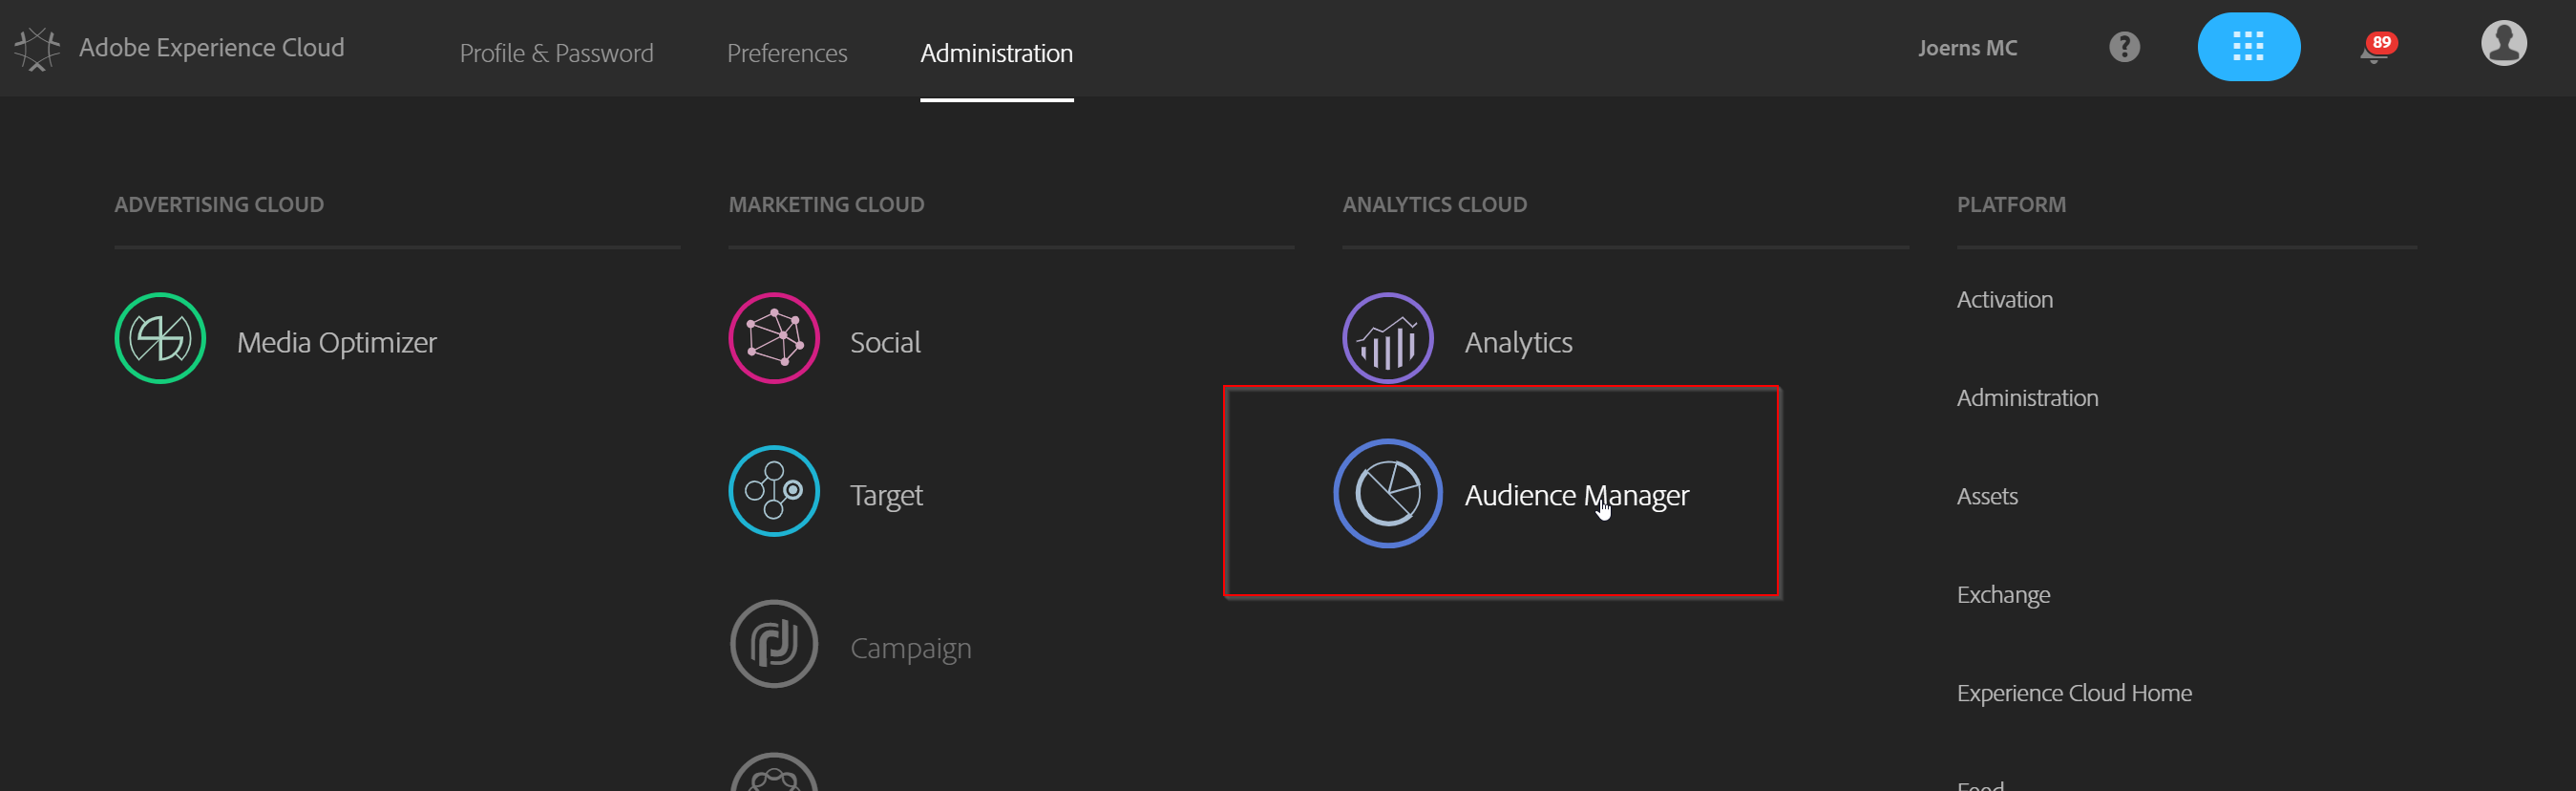 Adobe Experience Cloud
Profile & Password
Preferences
Administration
Joerns MC
?
89
ADVERTISING CLOUD
Media Optimizer
MARKETING CLOUD
Social
Target
Campaign
ANALYTICS CLOUD
Analytics
Audience Manager
PLATFORM
Activation
Administration
Assets
Exchange
Experience Cloud Home
Feed